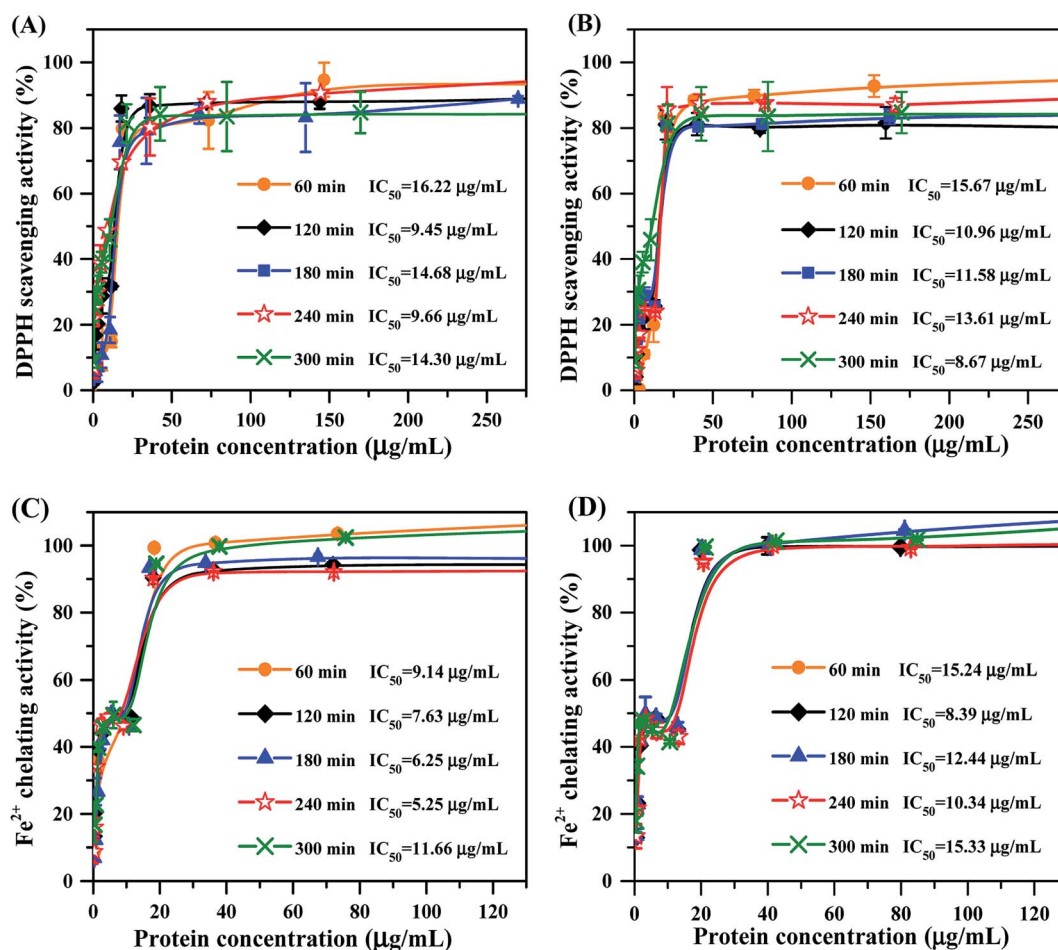 (A)
DPPH scavenging activity (%)
100
80
60
40
20
0
60 min IC50=16.22 μg/mL
120 min IC50=9.45 μg/mL
180 min IC50=14.68 μg/mL
240 min IC50=9.66 μg/mL
300 min IC50=14.30 μg/mL
0 50 100 150 200 250
Protein concentration (μg/mL)
(B)
DPPH scavenging activity (%)
100
80
60
40
20
0
60 min IC50=15.67 μg/mL
120 min IC50=10.96 μg/mL
180 min IC50=11.58 μg/mL
240 min IC50=13.61 μg/mL
300 min IC50=8.67 μg/mL
0 50 100 150 200 250
Protein concentration (μg/mL)
(C)
Fe2+ chelating activity (%)
100
80
60
40
20
0
60 min IC50=9.14 μg/mL
120 min IC50=7.63 μg/mL
180 min IC50=6.25 μg/mL
240 min IC50=5.25 μg/mL
300 min IC50=11.66 μg/mL
0 20 40 60 80 100 120
Protein concentration (μg/mL)
(D)
Fe2+ chelating activity (%)
100
80
60
40
20
0
60 min IC50=15.24 μg/mL
120 min IC50=8.39 μg/mL
180 min IC50=12.44 μg/mL
240 min IC50=10.34 μg/mL
300 min IC50=15.33 μg/mL
0 20 40 60 80 100 120
Protein concentration (μg/mL)